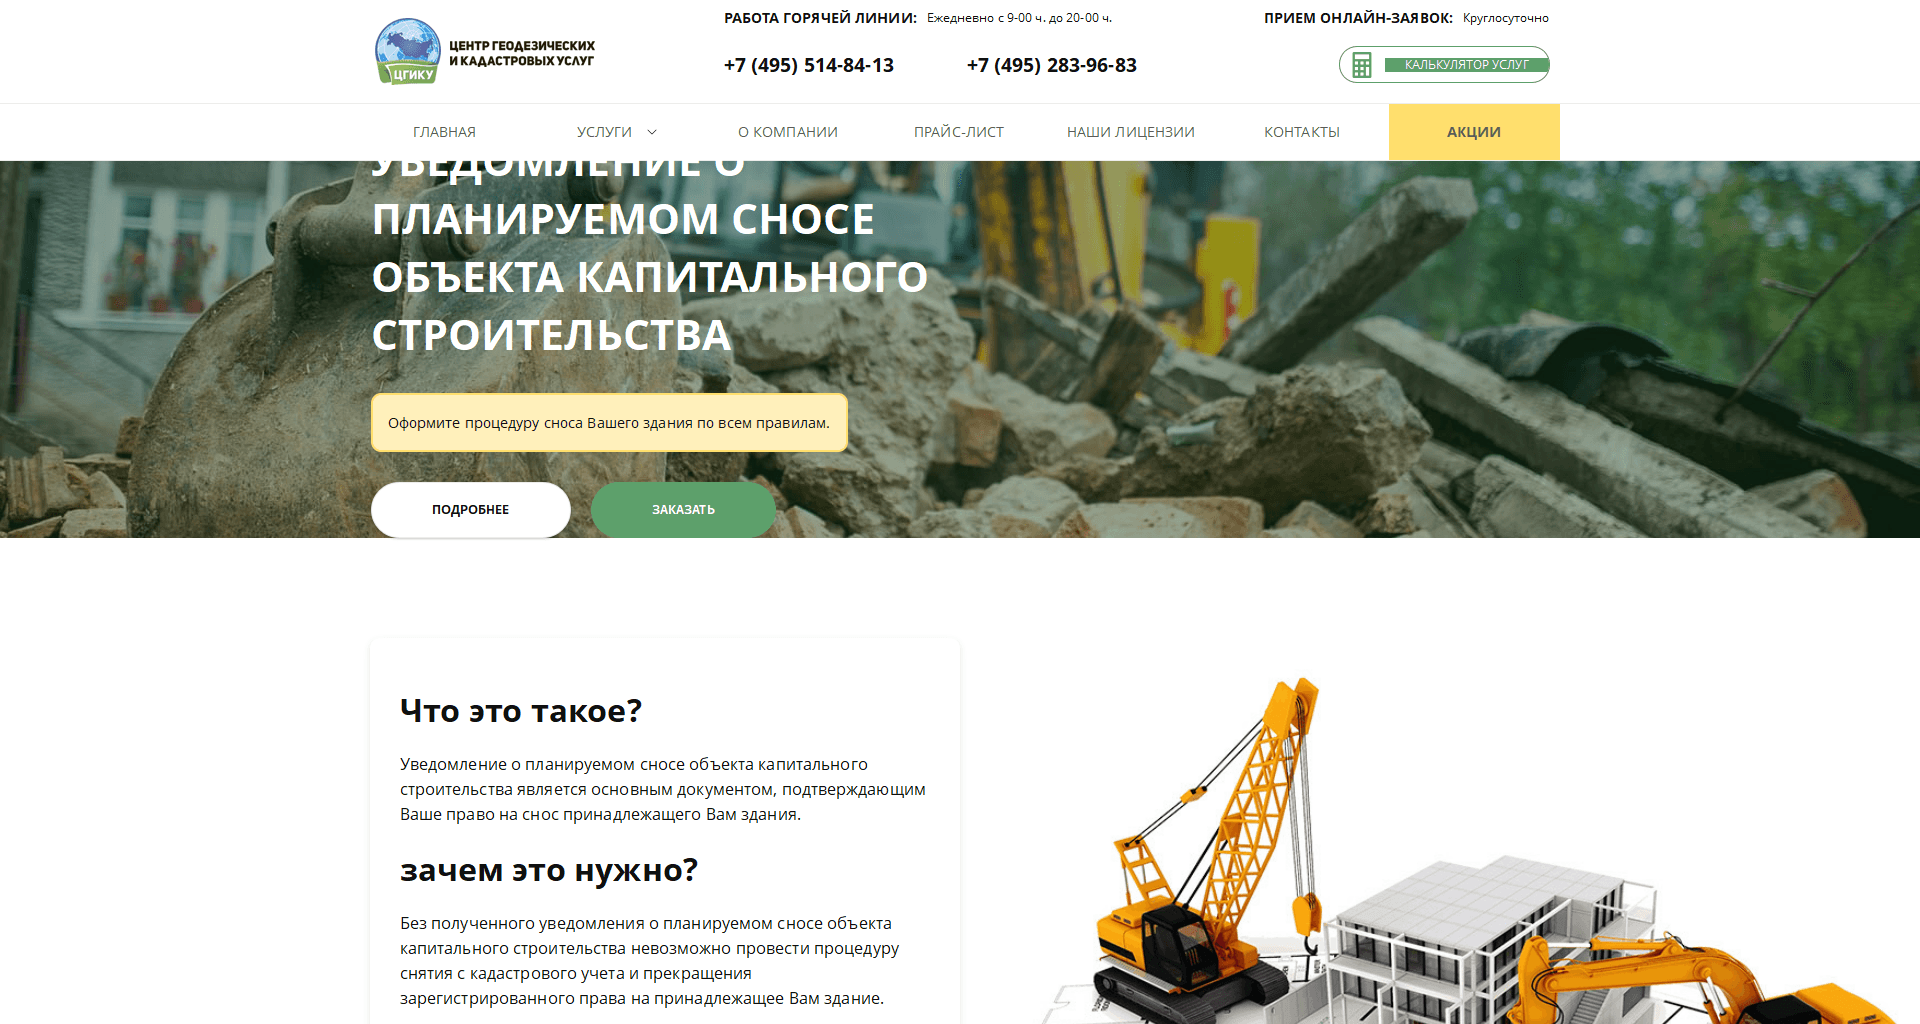 ЦГИКУ
ЦЕНТР ГЕОДЕЗИЧЕСКИХ
И КАДАСТРОВЫХ УСЛУГ
РАБОТА ГОРЯЧЕЙ ЛИНИИ: Ежедневно с 9-00 ч. до 20-00 ч.
+7 (495) 514-84-13
+7 (495) 283-96-83
ПРИЕМ ОНЛАЙН-ЗАЯВОК: Круглосуточно
КАЛЬКУЛЯТОР УСЛУГ
ГЛАВНАЯ
УСЛУГИ
О КОМПАНИИ
ПРАЙС-ЛИСТ
НАШИ ЛИЦЕНЗИИ
КОНТАКТЫ
АКЦИИ
УВЕДОМЛЕНИЕ О
ПЛАНИРУЕМОМ СНОСЕ
ОБЪЕКТА КАПИТАЛЬНОГО
СТРОИТЕЛЬСТВА
Оформите процедуру сноса Вашего здания по всем правилам.
ПОДРОБНЕЕ
ЗАКАЗАТЬ
Что это такое?
Уведомление о планируемом сносе объекта капитального
строительства является основным документом, подтверждающим
Ваше право на снос принадлежащего Вам здания.
зачем это нужно?
Без полученного уведомления о планируемом сносе объекта
капитального строительства невозможно провести процедуру
снятия с кадастрового учета и прекращения
зарегистрированного права на принадлежащее Вам здание.